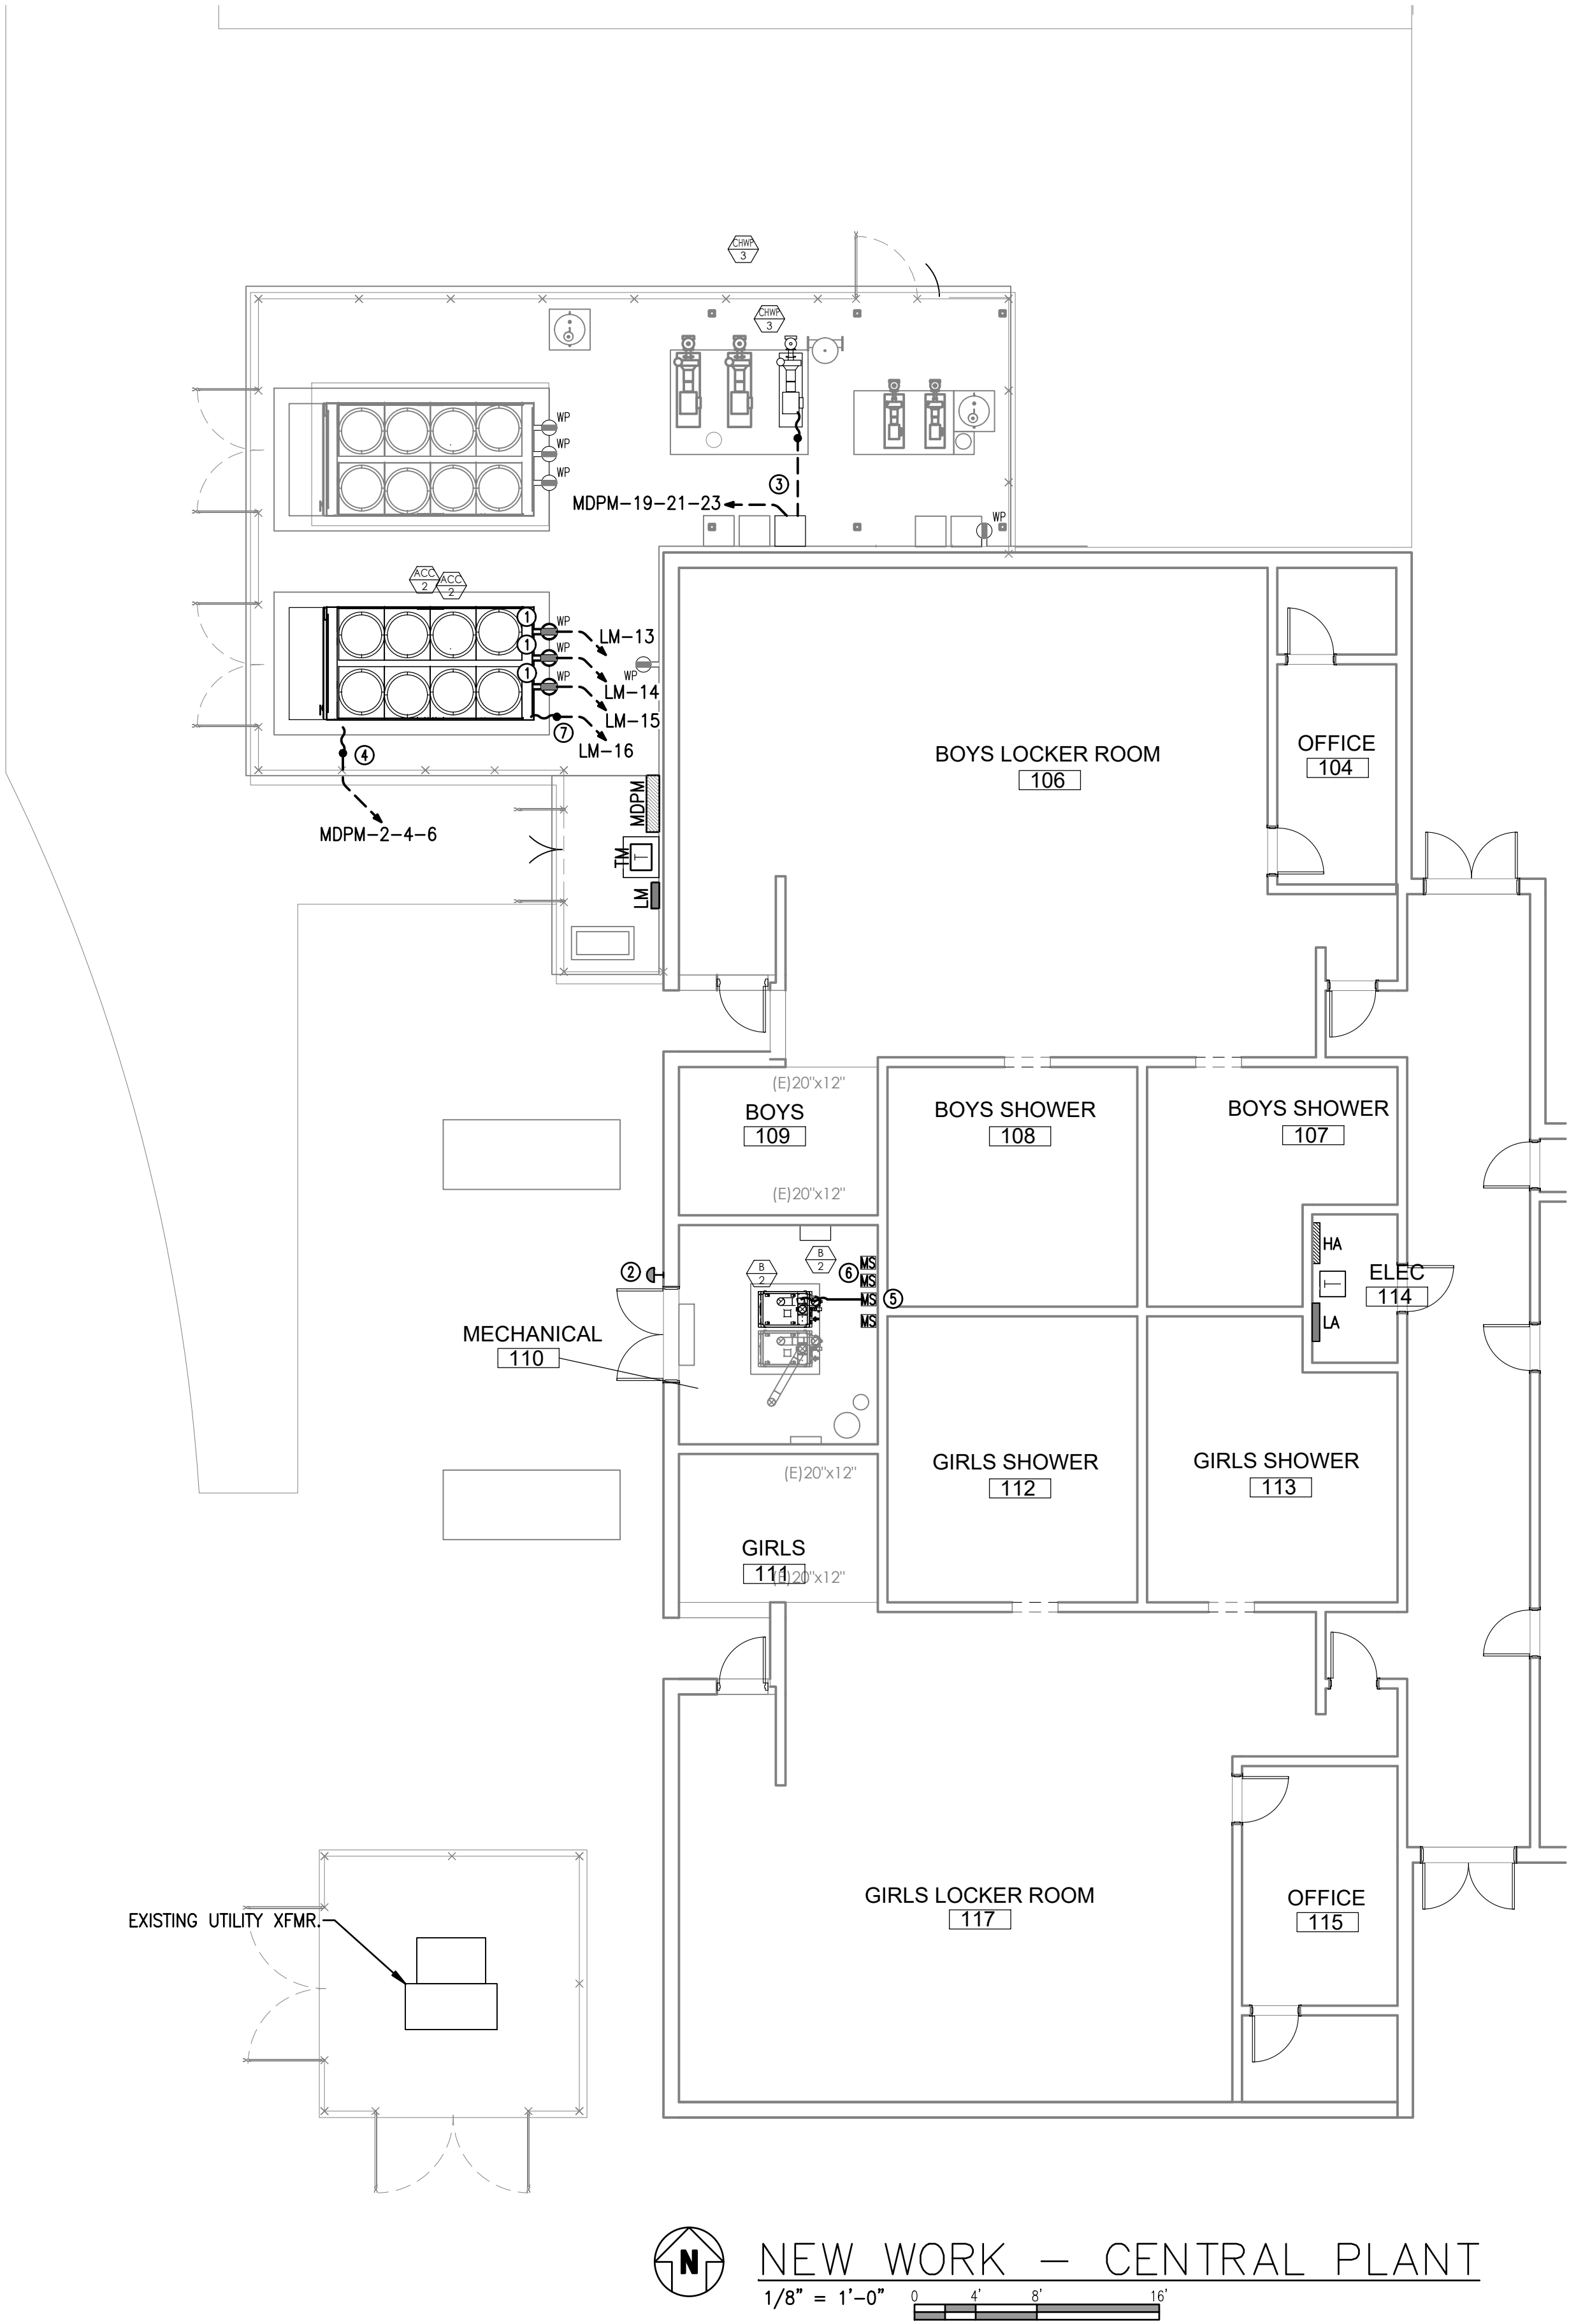 CHWP
3
CHWP
3
WP
WP
WP
3
MDPM-19-21-23
WP
ACC
2
ACC
2
1
WP
LM-13
1
WP
WP
1
WP
LM-14
LM-15
7
LM-16
4
MDPM-2-4-6
BOYS LOCKER ROOM
106
OFFICE
104
MDPM
T
TM
LM
(E)20"x12"
BOYS
109
BOYS SHOWER
108
BOYS SHOWER
107
(E)20"x12"
HA
B
2
B
2
2
6
MS
MS
MS
MS
5
T
ELEC
114
LA
MECHANICAL
110
GIRLS SHOWER
112
GIRLS SHOWER
113
(E)20"x12"
GIRLS
111
(E)20"x12"
GIRLS LOCKER ROOM
117
OFFICE
115
EXISTING UTILITY XFMR.
N
NEW WORK - CENTRAL PLANT
1/8" = 1'-0"
0 4' 8' 16'